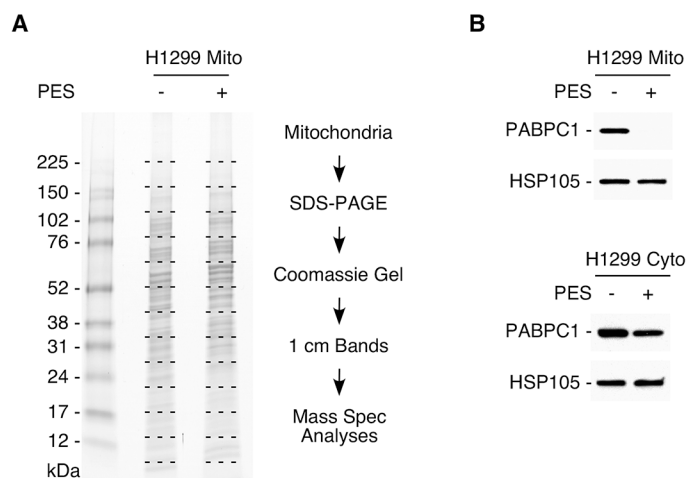 A
H1299 Mito
PES - +
225 -
150 -
102 -
76 -
52 -
38 -
31 -
24 -
17 -
12 -
kDa
Mitochondria
SDS-PAGE
Coomassie Gel
1 cm Bands
Mass Spec
Analyses
B
H1299 Mito
PES - +
PABPC1 -
HSP105 -
H1299 Cyto
PES - +
PABPC1 -
HSP105 -